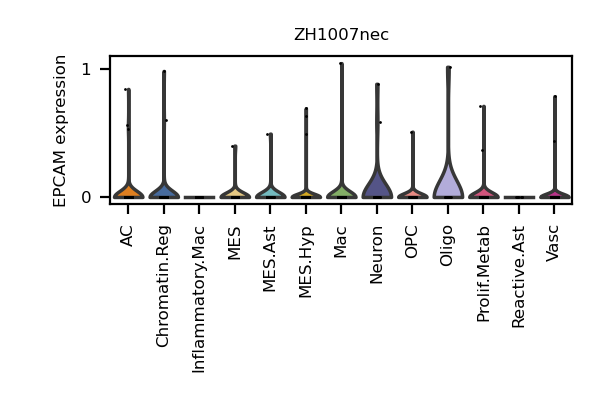 ZH1007nec
EPCAM expression
1
0
AC
Chromatin.Reg
Inflammatory.Mac
MES
MES.Ast
MES.Hyp
Mac
Neuron
OPC
Oligo
Prolif.Metab
Reactive.Ast
Vasc